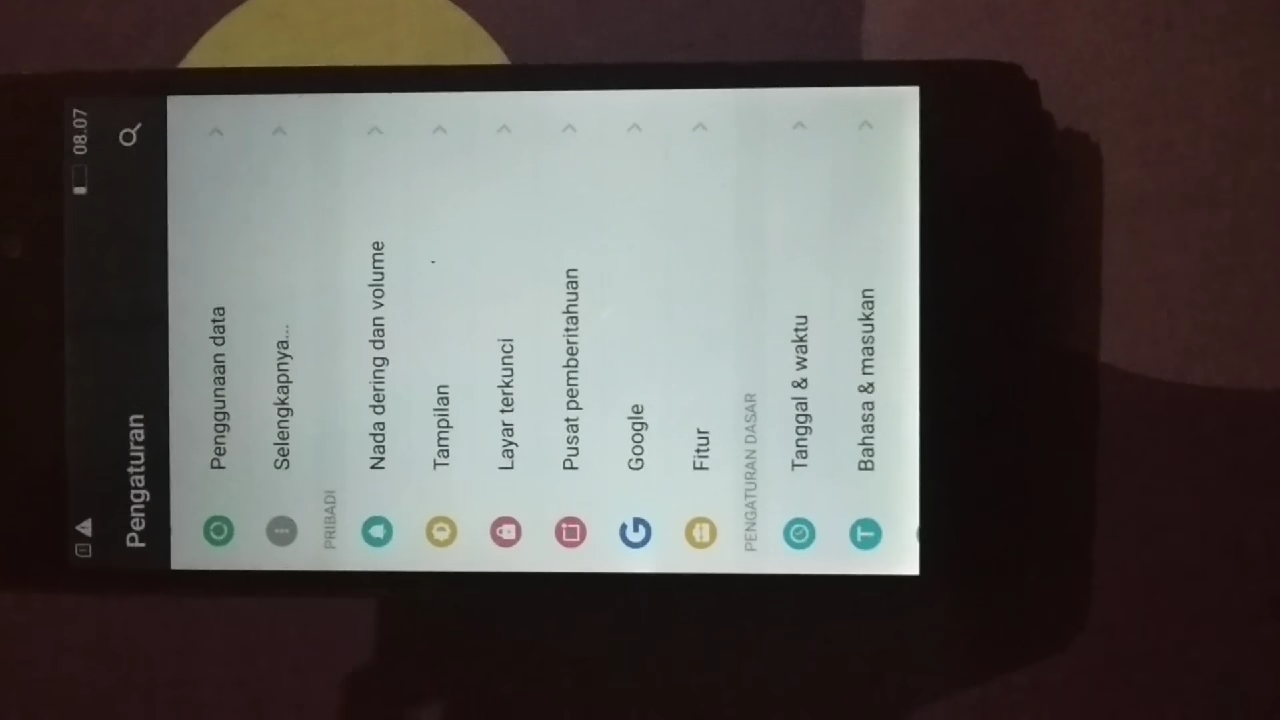 08.07
Pengaturan
Penggunaan data
Selengkapnya...
PRIBADI
Nada dering dan volume
Tampilan
Layar terkunci
Pusat pemberitahuan
Google
Fitur
PENGATURAN DASAR
Tanggal & waktu
Bahasa & masukan